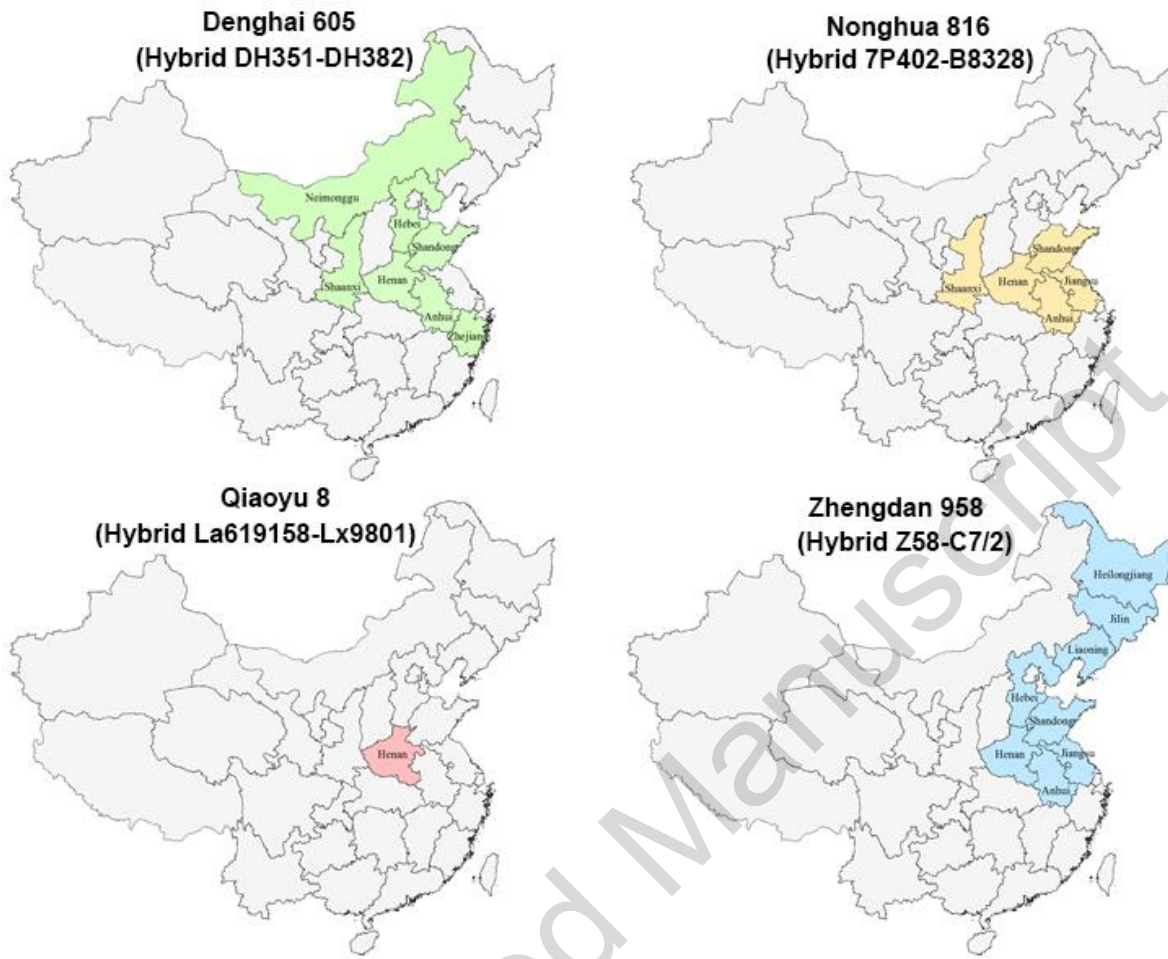 Denghai 605
(Hybrid DH351-DH382)
Neimonggu
Hebei
Shandong
Shaanxi
Henan
Anhui
Zhejiang
Nonghua 816
(Hybrid 7P402-B8328)
Shandong
Shaanxi
Henan
Jiangsu
Anhui
Qiaoyu 8
(Hybrid La619158-Lx9801)
Henan
Zhengdan 958
(Hybrid Z58-C7/2)
Heilongjiang
Jilin
Liaoning
Hebei
Shandong
Henan
Jiangsu
Anhui
ed Manuscript